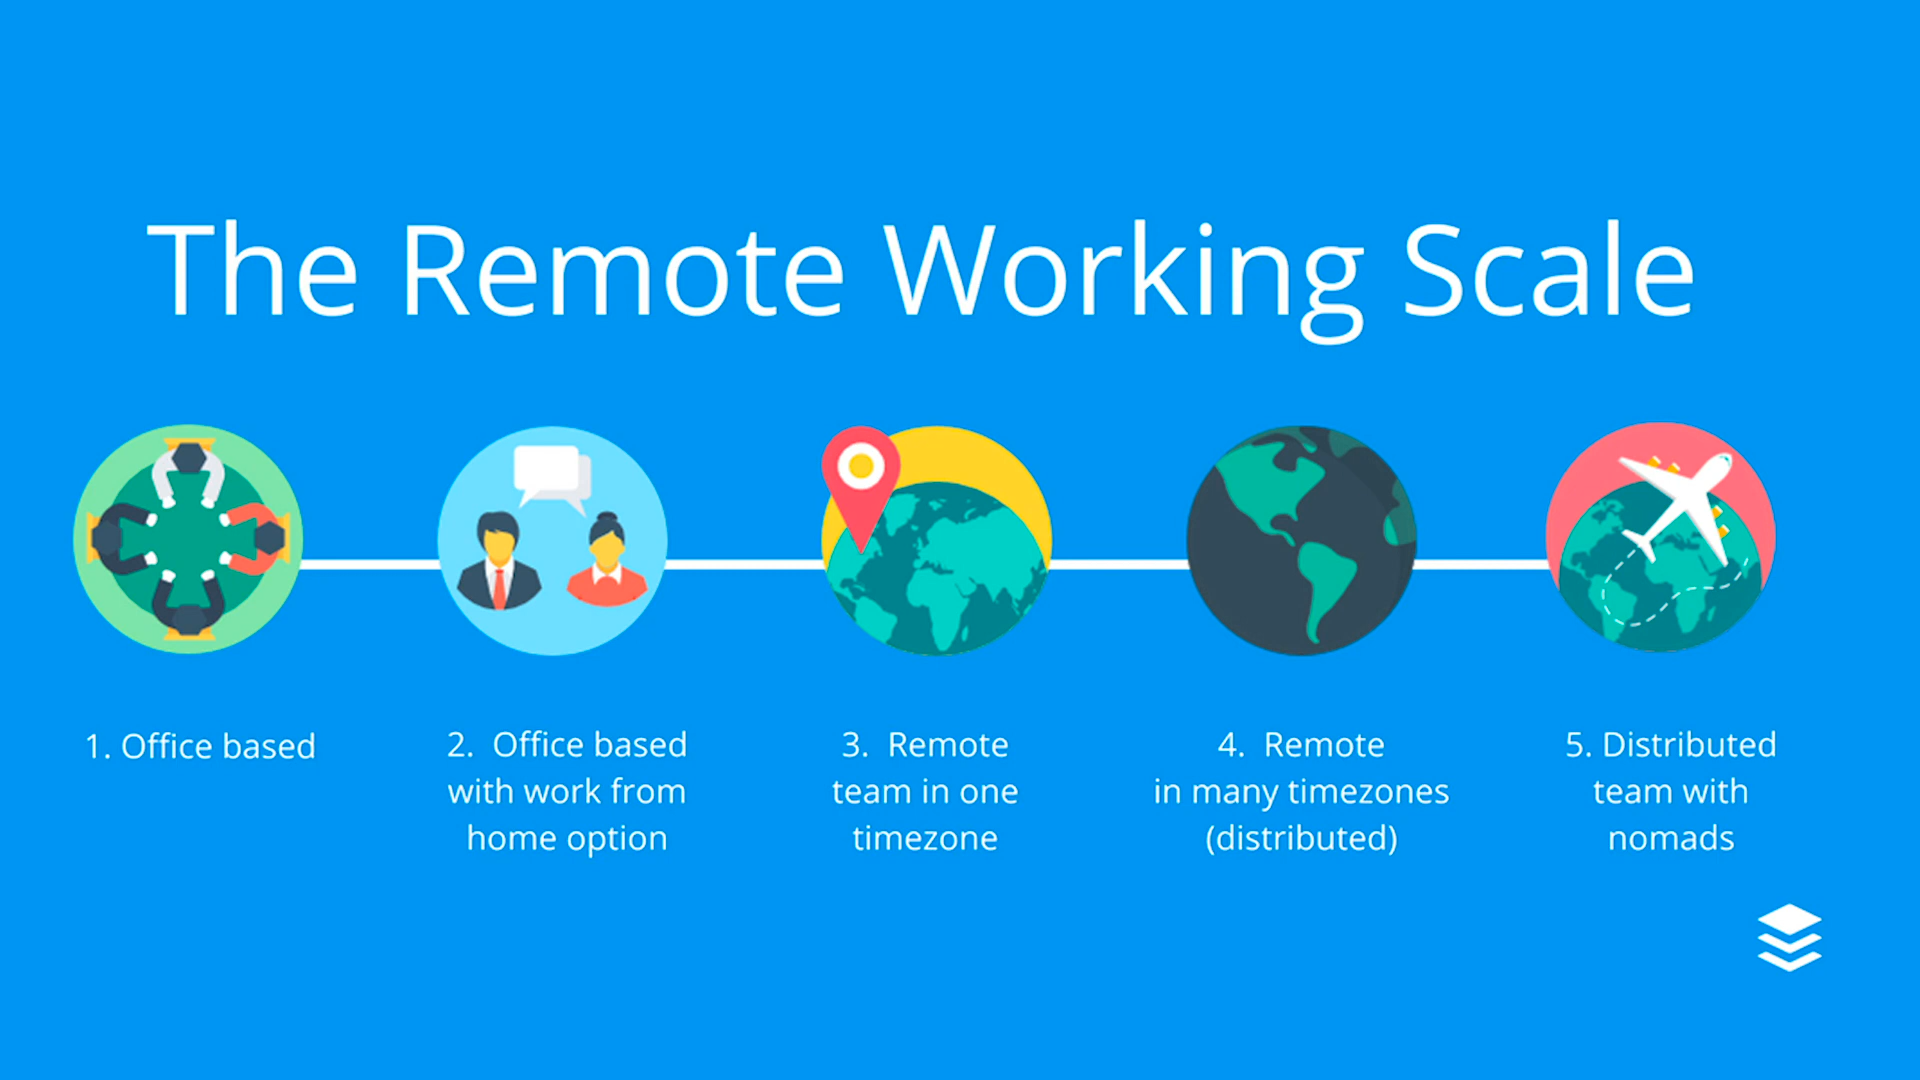 The Remote Working Scale
1. Office based
2. Office based
with work from
home option
3. Remote
team in one
timezone
4. Remote
in many timezones
(distributed)
5. Distributed
team with
nomads